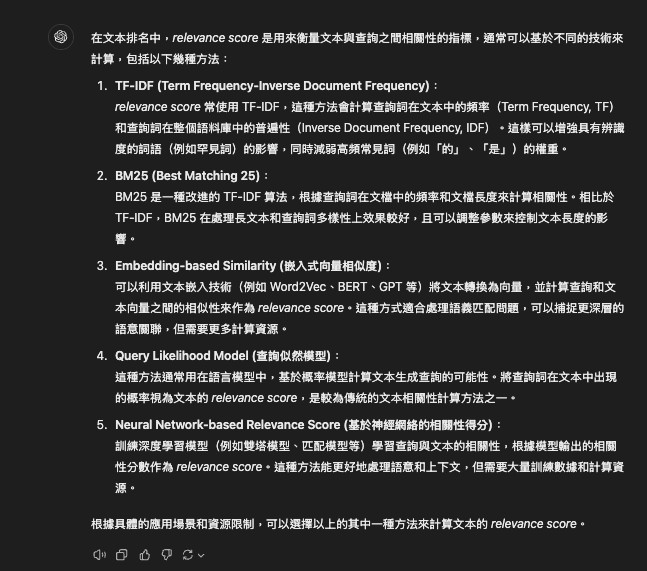 在文本排名中，relevance score 是用來衡量文本與查詢之間相關性的指標，通常可以基於不同的技術來
計算，包括以下幾種方法：
1. TF-IDF (Term Frequency-Inverse Document Frequency)：
relevance score 常使用 TF-IDF，這種方法會計算查詢詞在文本中的頻率（Term Frequency, TF）
和查詢詞在整個語料庫中的普遍性（Inverse Document Frequency, IDF）。這樣可以增強具有辨識
度的詞語（例如罕見詞）的影響，同時減弱高頻常見詞（例如「的」、「是」）的權重。
2. BM25 (Best Matching 25)：
BM25 是一種改進的 TF-IDF 算法，根據查詢詞在文檔中的頻率和文檔長度來計算相關性。相比於
TF-IDF，BM25 在處理長文本和查詢詞多樣性上效果較好，且可以調整參數來控制文本長度的影
響。
3. Embedding-based Similarity (嵌入式向量相似度)：
可以利用文本嵌入技術（例如 Word2Vec、BERT、GPT 等）將文本轉換為向量，並計算查詢和文
本向量之間的相似性來作為 relevance score。這種方式適合處理語義匹配問題，可以捕捉更深層的
語意關聯，但需要更多計算資源。
4. Query Likelihood Model (查詢似然模型)：
這種方法通常用在語言模型中，基於概率模型計算文本生成查詢的可能性。將查詢詞在文本中出現
的概率視為文本的 relevance score，是較為傳統的文本相關性計算方法之一。
5. Neural Network-based Relevance Score (基於神經網絡的相關性得分)：
訓練深度學習模型（例如雙塔模型、匹配模型等）學習查詢與文本的相關性，根據模型輸出的相關
性分數作為 relevance score。這種方法能更好地處理語意和上下文，但需要大量訓練數據和計算資
源。
根據具體的應用場景和資源限制，可以選擇以上的其中一種方法來計算文本的 relevance score。